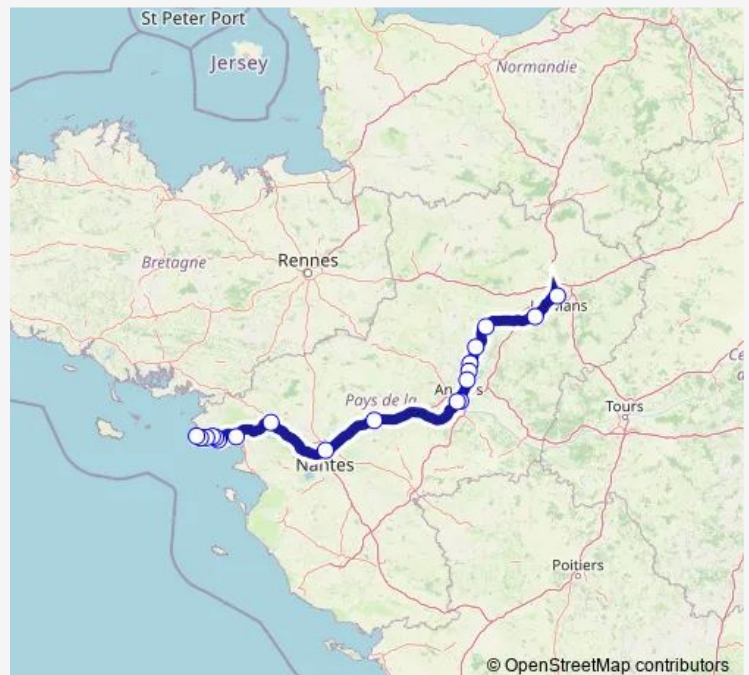 St Peter Port
Jersey
Normandie
Rennes
Bretagne
Pays de la
Tours
Nantes
Poitiers
© OpenStreetMap contributors